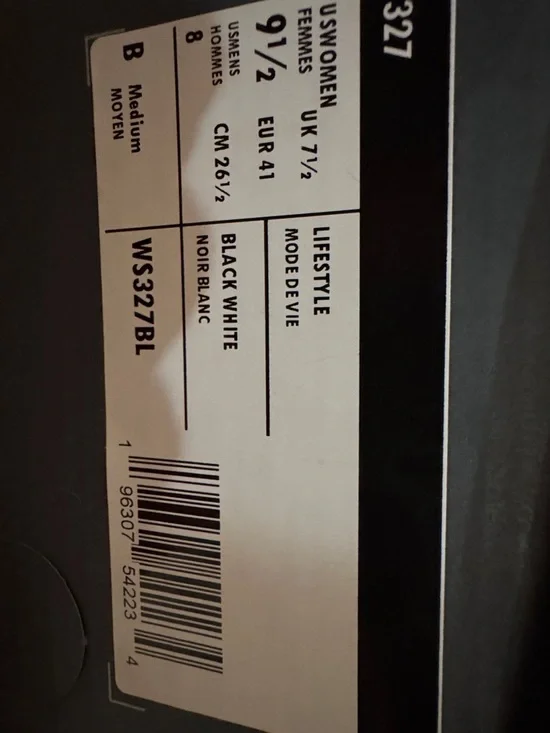 327
USWOMEN
FEMMES
9½
UK 7½
EUR 41
USMENS
HOMMES
8
CM 26½
B Medium
MOYEN
LIFESTYLE
MODE DE VIE
BLACK WHITE
NOIR BLANC
WS327BL
1 96307 54223 4